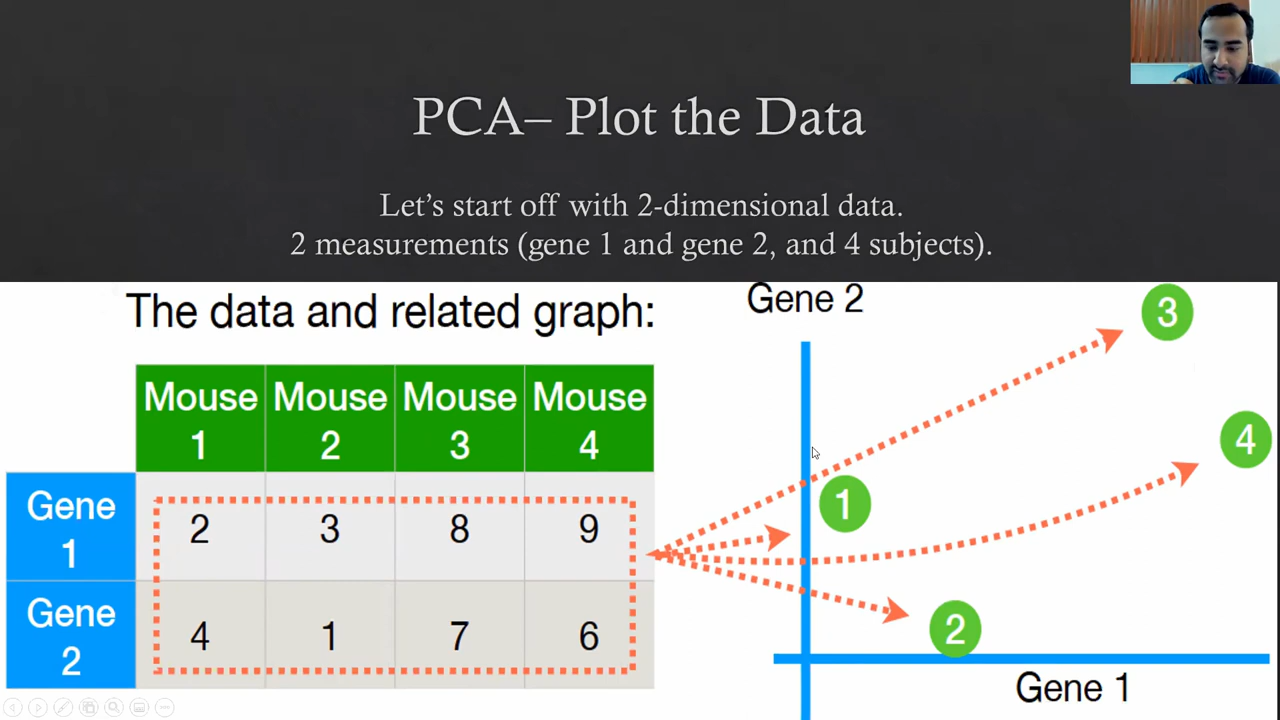 PCA– Plot the Data
Let’s start off with 2-dimensional data.
2 measurements (gene 1 and gene 2, and 4 subjects).
The data and related graph:
Mouse 1 Mouse 2 Mouse 3 Mouse 4
Gene 1 2 3 8 9
Gene 2 4 1 7 6
Gene 2
3
4
1
2
Gene 1